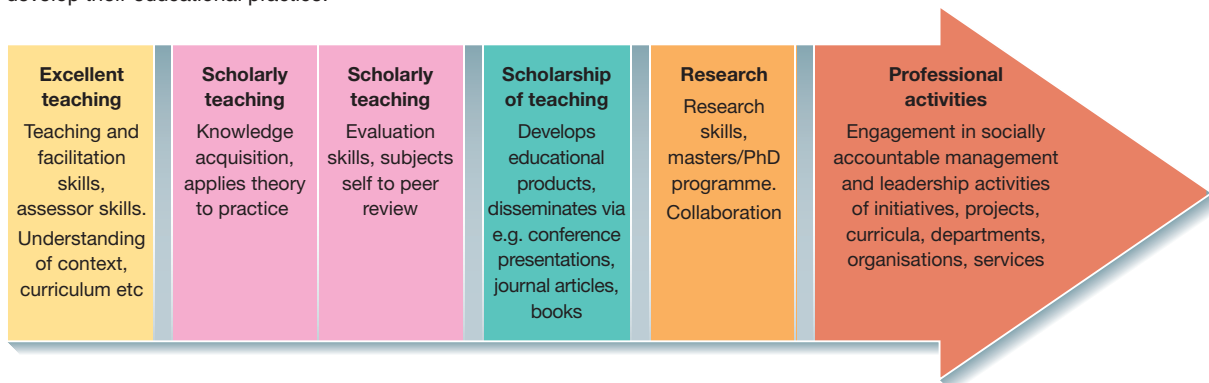 develop their educational practice.
Excellent
teaching
Teaching and
facilitation
skills,
assessor skills.
Understanding
of context,
curriculum etc
Scholarly
teaching
Knowledge
acquisition,
applies theory
to practice
Scholarly
teaching
Evaluation
skills, subjects
self to peer
review
Scholarship
of teaching
Develops
educational
products,
disseminates via
e.g. conference
presentations,
journal articles,
books
Research
Research
skills,
masters/PhD
programme.
Collaboration
Professional
activities
Engagement in socially
accountable management
and leadership activities
of initiatives, projects,
curricula, departments,
organisations, services